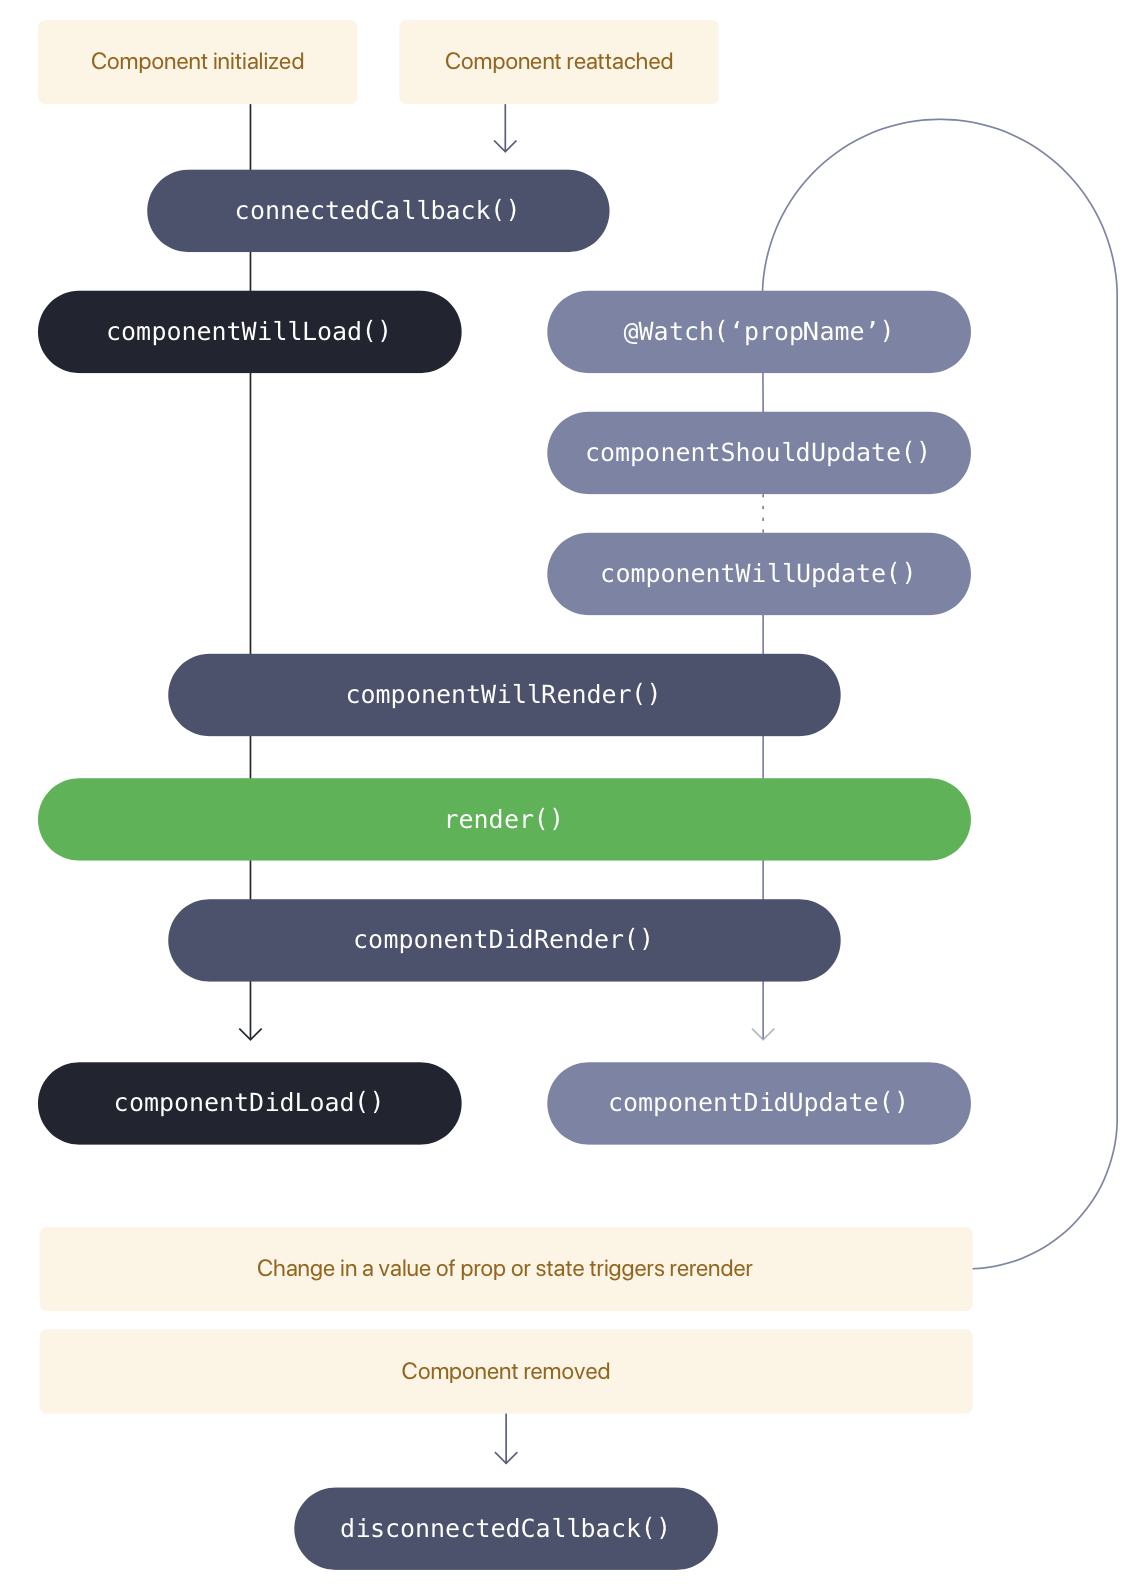 Component initialized
Component reattached
connectedCallback()
componentWillLoad()
@Watch(‘propName’)
componentShouldUpdate()
componentWillUpdate()
componentWillRender()
render()
componentDidRender()
componentDidLoad()
componentDidUpdate()
Change in a value of prop or state triggers rerender
Component removed
disconnectedCallback()